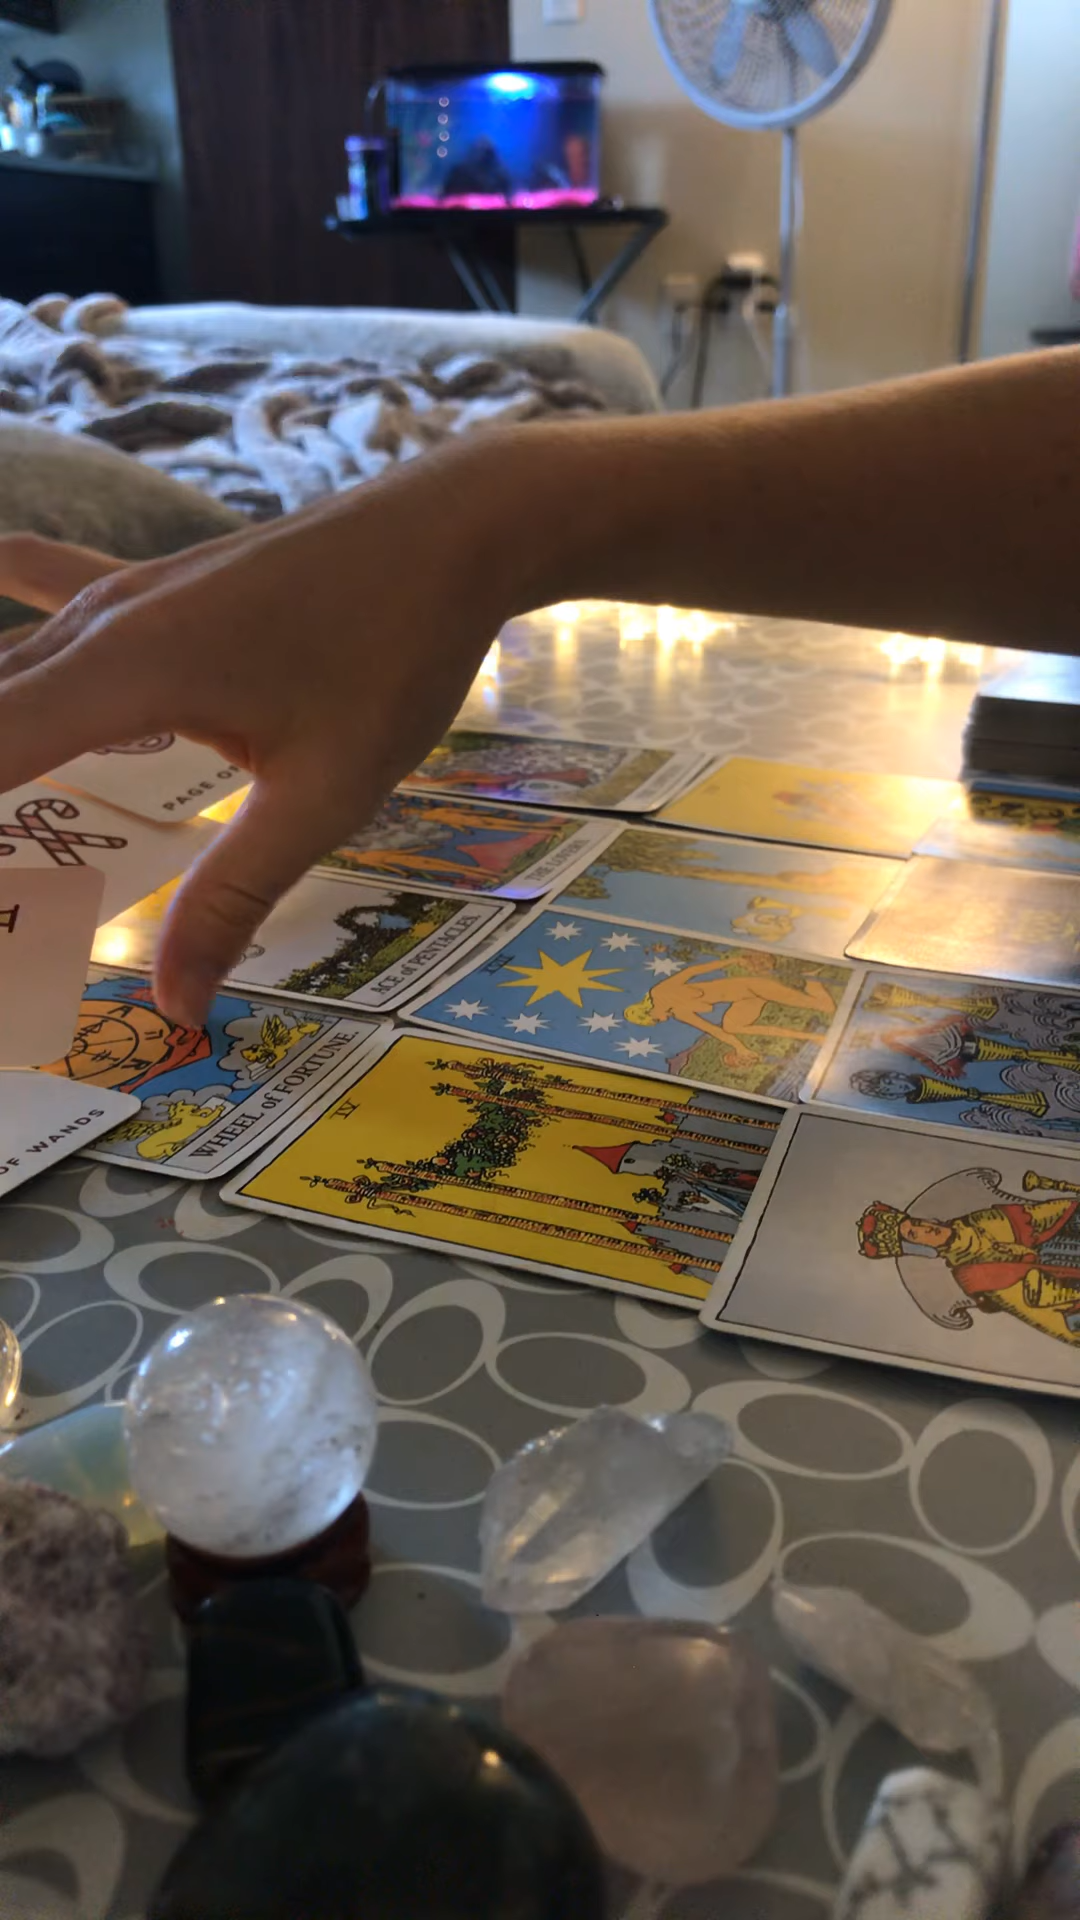 PAGE OF
THE LOVERS.
ACE of PENTACLES.
XVII
WHEEL of FORTUNE.
IV
OF WANDS